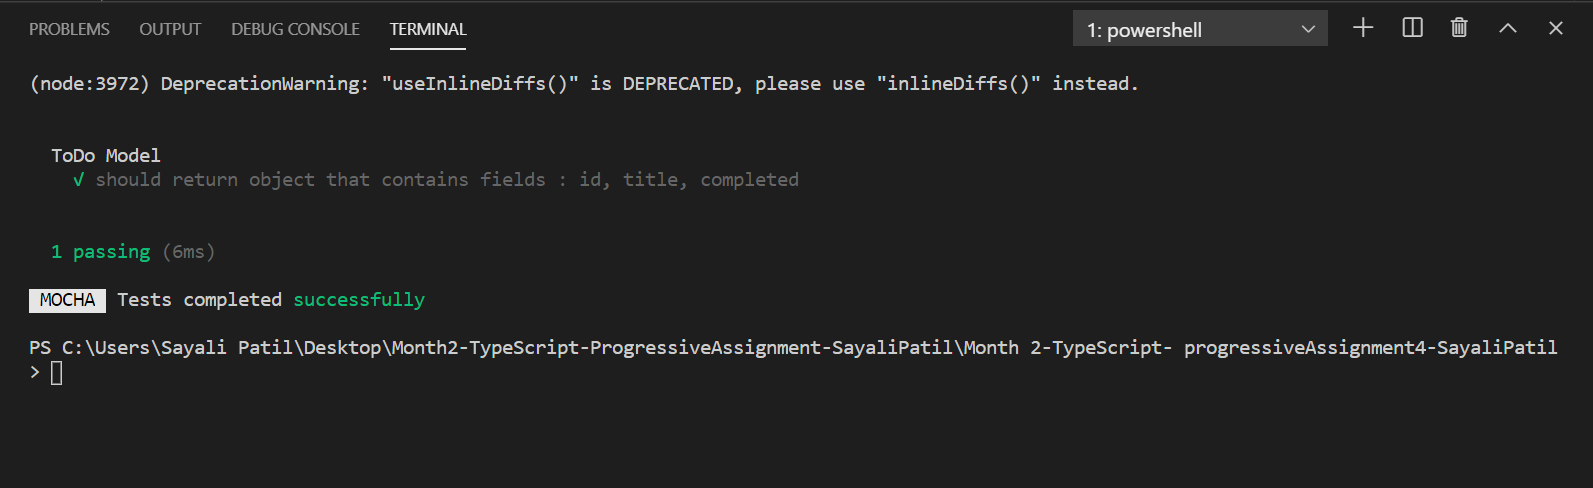 PROBLEMS OUTPUT DEBUG CONSOLE TERMINAL 1: powershell
(node:3972) DeprecationWarning: "useInlineDiffs()" is DEPRECATED, please use "inlineDiffs()" instead.
ToDo Model
√ should return object that contains fields : id, title, completed
1 passing (6ms)
MOCHA Tests completed successfully
PS C:\Users\Sayali Patil\Desktop\Month2-TypeScript-ProgressiveAssignment-SayaliPatil\Month 2-TypeScript- progressiveAssignment4-SayaliPatil
>